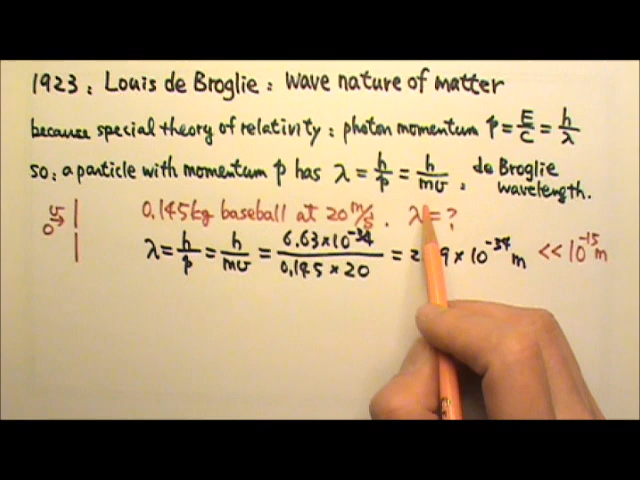 1923 : Louis de Broglie : wave nature of matter
because special theory of relativity : photon momentum p = E/c = h/λ
so : a particle with momentum p has λ = h/p = h/mv . de Broglie wavelength.
v 0.145kg baseball at 20 m/s . λ = ?
λ = h/p = h/mv = 6.63×10^-34 / 0.145×20 = 9×10^-34 m << 10^-15 m